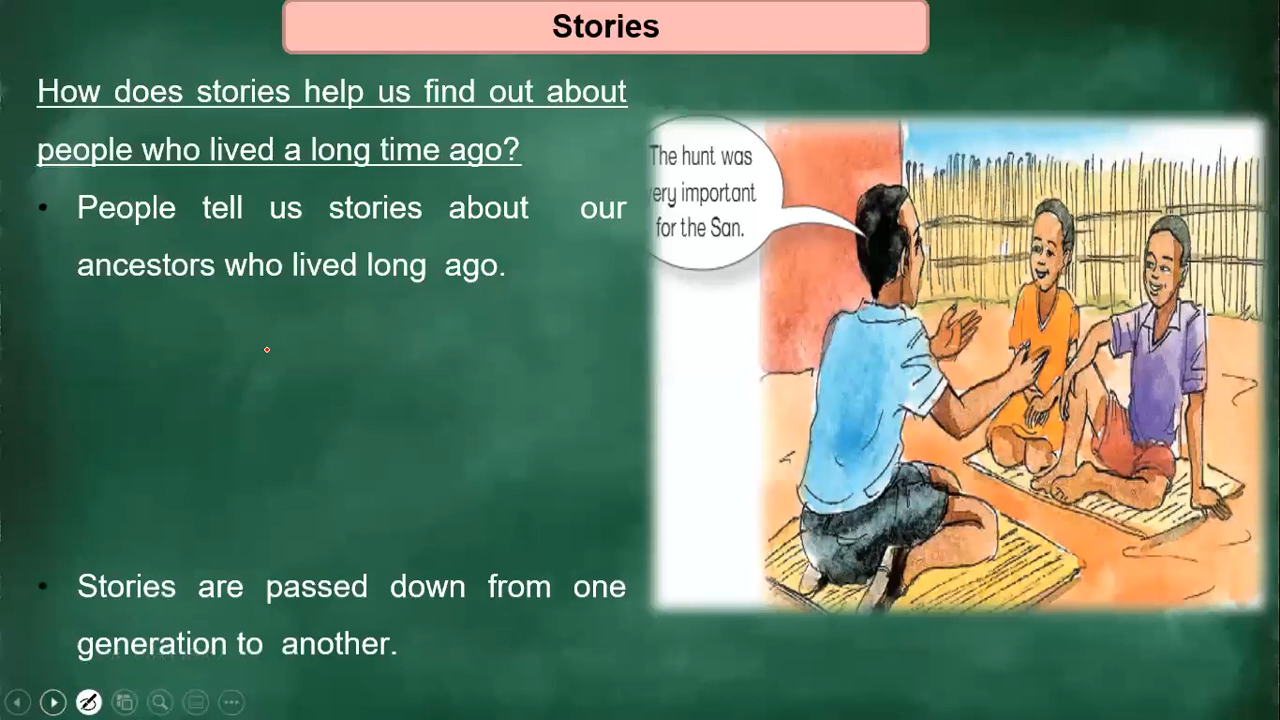 Stories
How does stories help us find out about
people who lived a long time ago?
• People tell us stories about our
ancestors who lived long ago.
The hunt was
ery important
for the San.
• Stories are passed down from one
generation to another.